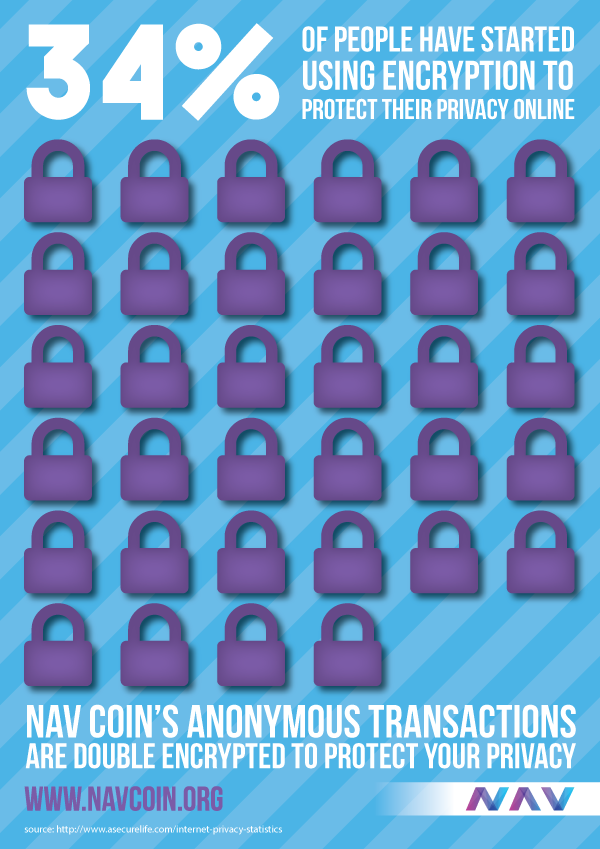 34%
OF PEOPLE HAVE STARTED
USING ENCRYPTION TO
PROTECT THEIR PRIVACY ONLINE
NAV COIN'S ANONYMOUS TRANSACTIONS
ARE DOUBLE ENCRYPTED TO PROTECT YOUR PRIVACY
WWW.NAVCOIN.ORG
NAV
source: http://www.asecurelife.com/internet-privacy-statistics